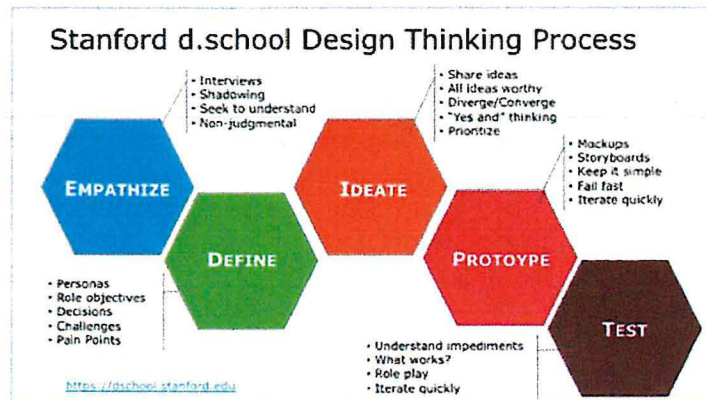 Stanford d.school Design Thinking Process
• Interviews
• Shadowing
• Seek to understand
• Non-judgmental
EMPATHIZE
• Personas
• Role objectives
• Decisions
• Challenges
• Pain Points
DEFINE
• Share ideas
• All ideas worthy
• Diverge/Converge
• "Yes and" thinking
• Prioritize
IDEATE
• Mockups
• Storyboards
• Keep it simple
• Fail fast
• Iterate quickly
PROTOYPE
• Understand impediments
• What works?
• Role play
• Iterate quickly
TEST
https://dschool.stanford.edu